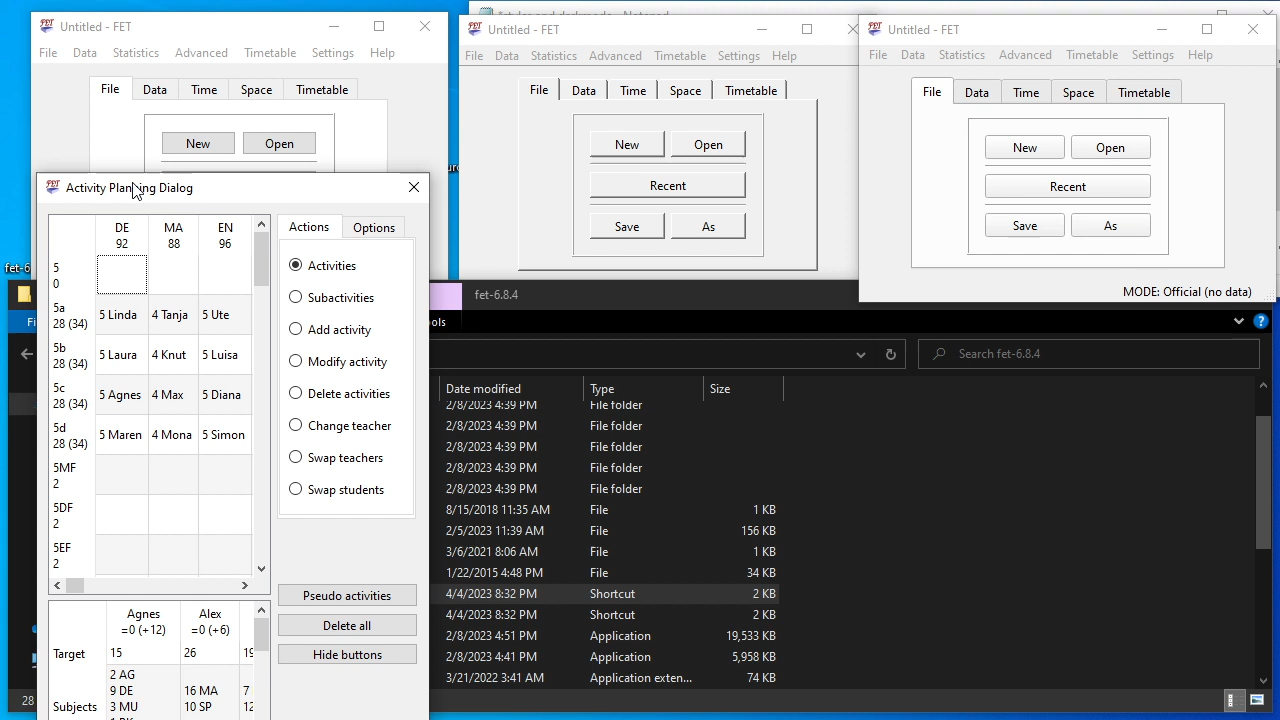 Untitled - FET
File Data Statistics Advanced Timetable Settings Help
File Data Time Space Timetable
New Open
Activity Planning Dialog
DE MA EN
92 88 96
5
0
5a
28 (34)
5 Linda 4 Tanja 5 Ute
5b
28 (34)
5 Laura 4 Knut 5 Luisa
5c
28 (34)
5 Agnes 4 Max 5 Diana
5d
28 (34)
5 Maren 4 Mona 5 Simon
5MF
2
5DF
2
5EF
2
Actions Options
Activities
Subactivities
Add activity
Modify activity
Delete activities
Change teacher
Swap teachers
Swap students
Pseudo activities
Delete all
Hide buttons
Agnes Alex
=0 (+12) =0 (+6)
Target 15 26
2 AG
9 DE 16 MA
Subjects 3 MU 10 SP
Untitled - FET
File Data Statistics Advanced Timetable Settings Help
File Data Time Space Timetable
New Open
Recent
Save As
Untitled - FET
File Data Statistics Advanced Timetable Settings Help
File Data Time Space Timetable
New Open
Recent
Save As
MODE: Official (no data)
fet-6
fet-6.8.4
Search fet-6.8.4
Date modified Type Size
2/8/2023 4:39 PM File folder
2/8/2023 4:39 PM File folder
2/8/2023 4:39 PM File folder
2/8/2023 4:39 PM File folder
2/8/2023 4:39 PM File folder
8/15/2018 11:35 AM File 1 KB
2/5/2023 11:39 AM File 156 KB
3/6/2021 8:06 AM File 1 KB
1/22/2015 4:48 PM File 34 KB
4/4/2023 8:32 PM Shortcut 2 KB
4/4/2023 8:32 PM Shortcut 2 KB
2/8/2023 4:51 PM Application 19,533 KB
2/8/2023 4:41 PM Application 5,958 KB
3/21/2022 3:41 AM Application exten... 74 KB
28